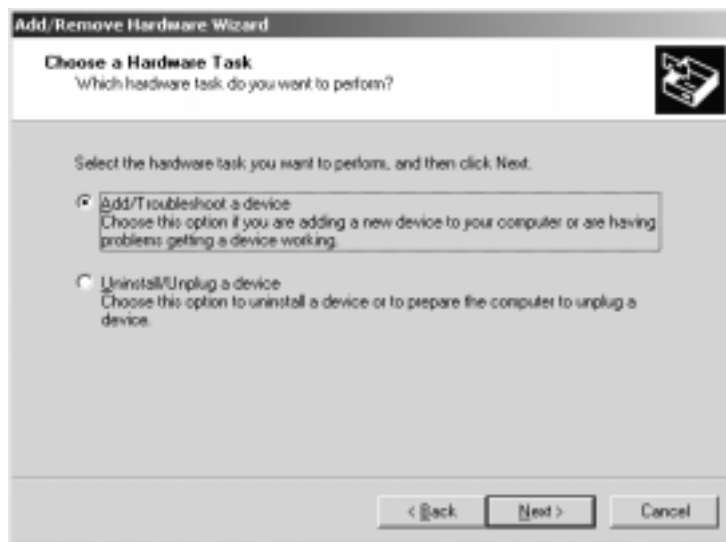 Add/Remove Hardware Wizard
Choose a Hardware Task
Which hardware task do you want to perform?
Select the hardware task you want to perform, and then click Next.
Add/Troubleshoot a device
Choose this option if you are adding a new device to your computer or are having
problems getting a device working.
Uninstall/Unplug a device
Choose this option to uninstall a device or to prepare the computer to unplug a
device.
< Back
Next >
Cancel